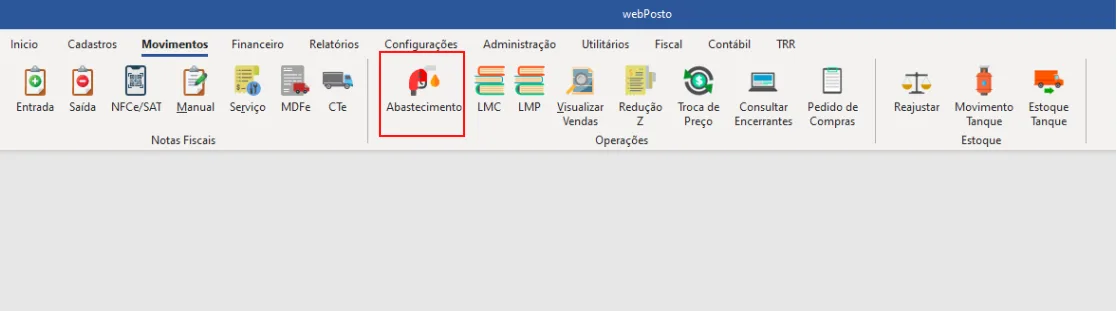 webPosto
Inicio Cadastros Movimentos Financeiro Relatórios Configurações Administração Utilitários Fiscal Contábil TRR
Entrada Saída NFCe/SAT Manual Serviço MDFe CTe Abastecimento LMC LMP Visualizar Redução Troca de Consultar Pedido de Reajustar Movimento Estoque
Vendas Z Preço Encerrantes Compras Tanque Tanque
Notas Fiscais Operações Estoque